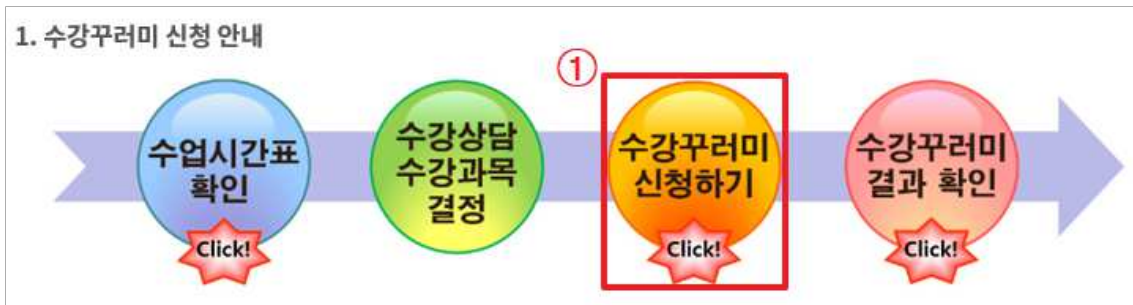 1. 수강꾸러미 신청 안내
①
수업시간표
확인
Click!
수강상담
수강과목
결정
수강꾸러미
신청하기
Click!
수강꾸러미
결과 확인
Click!